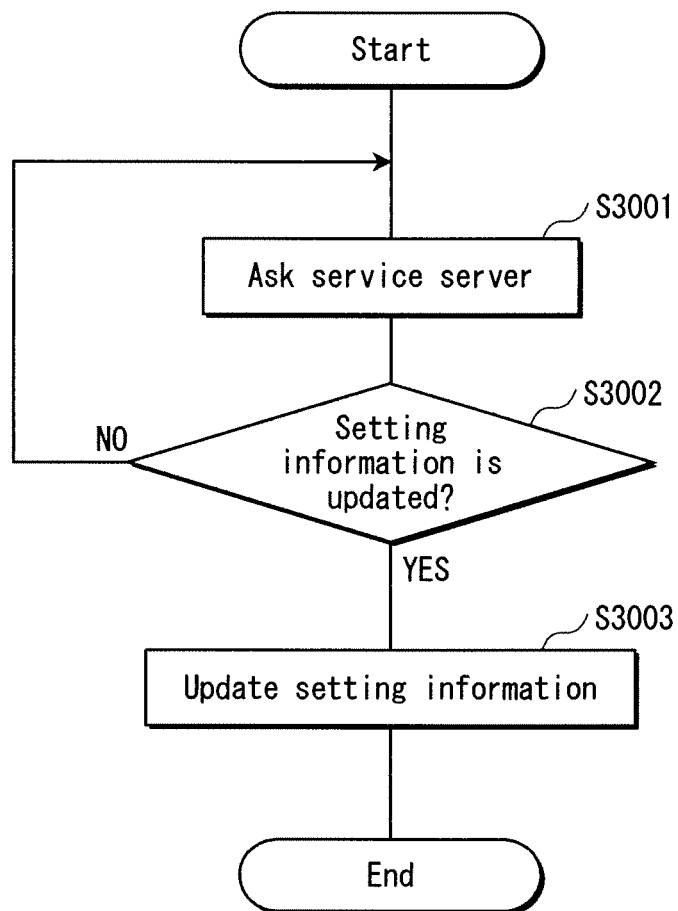 Start
S3001
Ask service server
S3002
Setting
information is
updated?
NO
YES
S3003
Update setting information
End